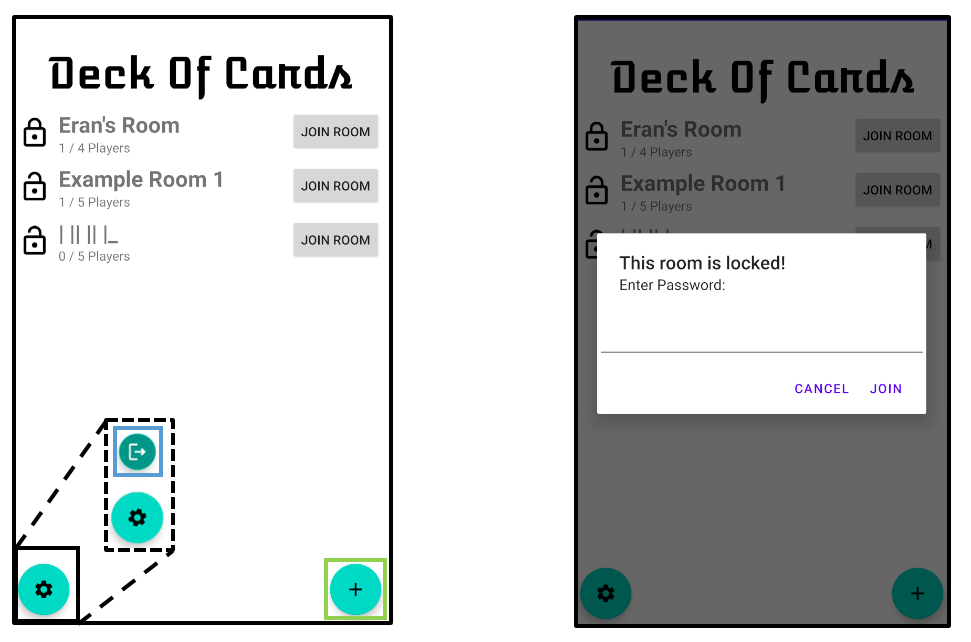 Deck Of Cards
Eran's Room
1 / 4 Players
JOIN ROOM
Example Room 1
1 / 5 Players
JOIN ROOM
| || || |_
0 / 5 Players
JOIN ROOM
Deck Of Cards
Eran's Room
1 / 4 Players
JOIN ROOM
Example Room 1
1 / 5 Players
JOIN ROOM
This room is locked!
Enter Password:
CANCEL
JOIN